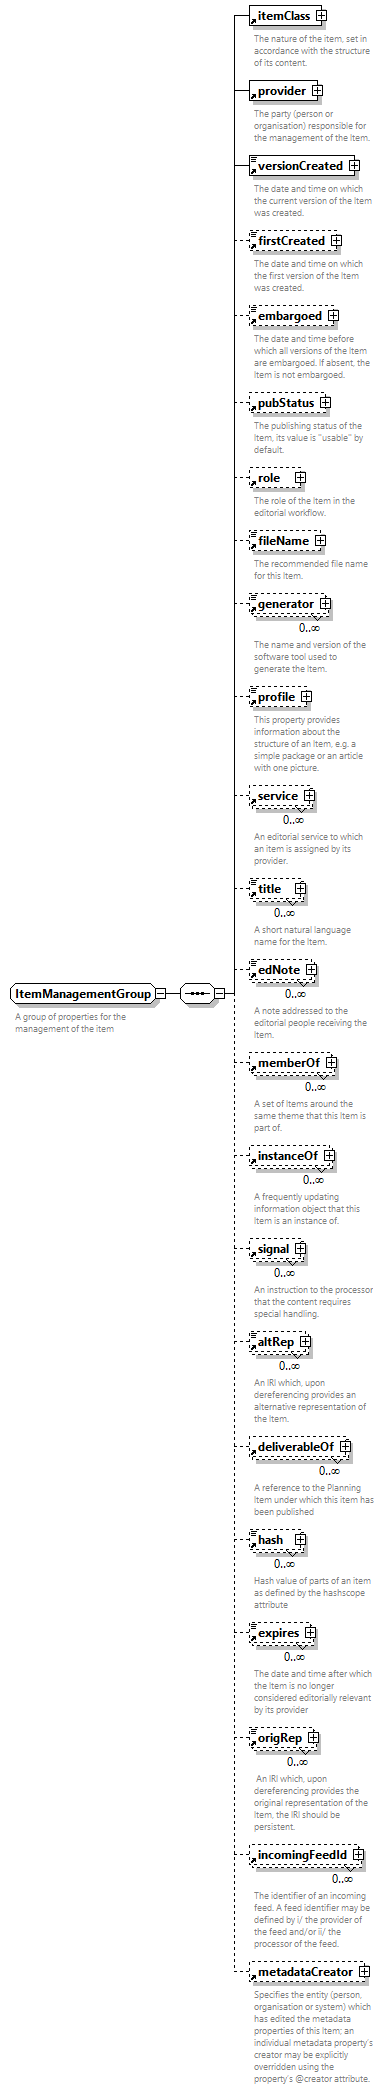 itemClass
The nature of the item, set in
accordance with the structure
of its content.
provider
The party (person or
organisation) responsible for
the management of the Item.
versionCreated
The date and time on which
the current version of the Item
was created.
firstCreated
The date and time on which
the first version of the Item
was created.
embargoed
The date and time before
which all versions of the Item
are embargoed. If absent, the
Item is not embargoed.
pubStatus
The publishing status of the
Item, its value is "usable" by
default.
role
The role of the Item in the
editorial workflow.
fileName
The recommended file name
for this Item.
generator
0..∞
The name and version of the
software tool used to
generate the Item.
profile
This property provides
information about the
structure of an Item, e.g. a
simple package or an article
with one picture.
service
0..∞
An editorial service to which
an item is assigned by its
provider.
title
0..∞
A short natural language
name for the Item.
edNote
0..∞
A note addressed to the
editorial people receiving the
Item.
ItemManagementGroup
A group of properties for the
management of the item
memberOf
0..∞
A set of Items around the
same theme that this Item is
part of.
instanceOf
0..∞
A frequently updating
information object that this
Item is an instance of.
signal
0..∞
An instruction to the processor
that the content requires
special handling.
altRep
0..∞
An IRI which, upon
dereferencing provides an
alternative representation of
the Item.
deliverableOf
0..∞
A reference to the Planning
Item under which this item has
been published
hash
0..∞
Hash value of parts of an item
as defined by the hashscope
attribute
expires
0..∞
The date and time after which
the Item is no longer
considered editorially relevant
by its provider
origRep
0..∞
An IRI which, upon
dereferencing provides the
original representation of the
Item, the IRI should be
persistent.
incomingFeedId
0..∞
The identifier of an incoming
feed. A feed identifier may be
defined by i/ the provider of
the feed and/or ii/ the
processor of the feed.
metadataCreator
Specifies the entity (person,
organisation or system) which
has edited the metadata
properties of this Item; an
individual metadata property's
creator may be explicitly
overridden using the
property's @creator attribute.